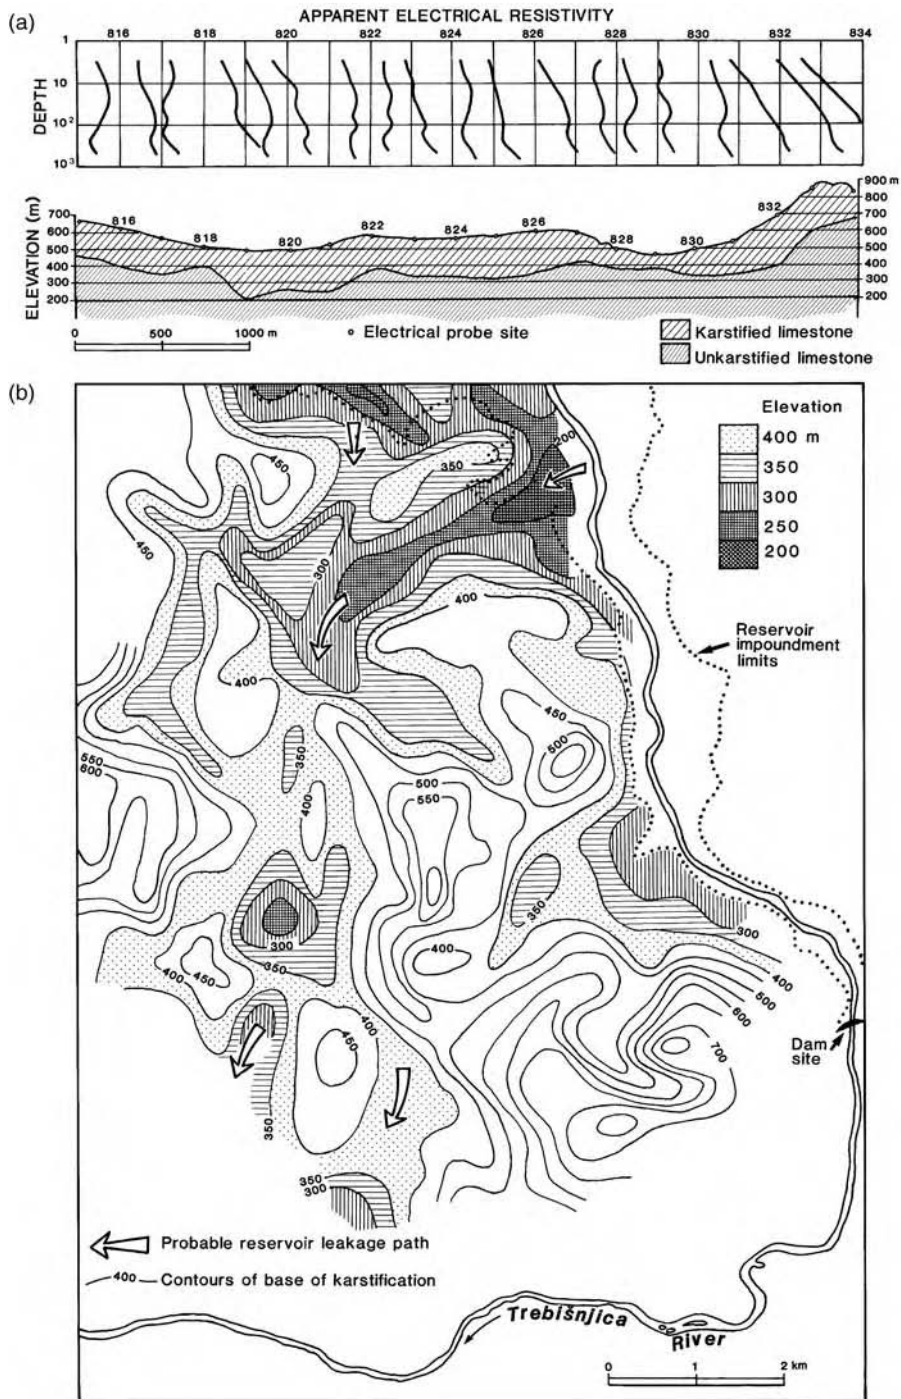 (a)
APPARENT ELECTRICAL RESISTIVITY
816 818 820 822 824 826 828 830 832 834
DEPTH
1
10
10²
10³
ELEVATION (m)
700
600
500
400
300
200
816 818 820 822 824 826 828 830 832
900 m
800
700
600
500
400
300
200
0 500 1000 m
Electrical probe site
Karstified limestone
Unkarstified limestone
(b)
Elevation
400 m
350
300
250
200
200
450
350
450
300
400
400
Reservoir
impoundment
limits
450
500
350
550
600
500
550
400
350
300
300
400
350
400
450
400
500
600
700
Dam
site
400
450
350
350
300
Probable reservoir leakage path
400
Contours of base of karstification
Trebišnjica
River
0 1 2 km